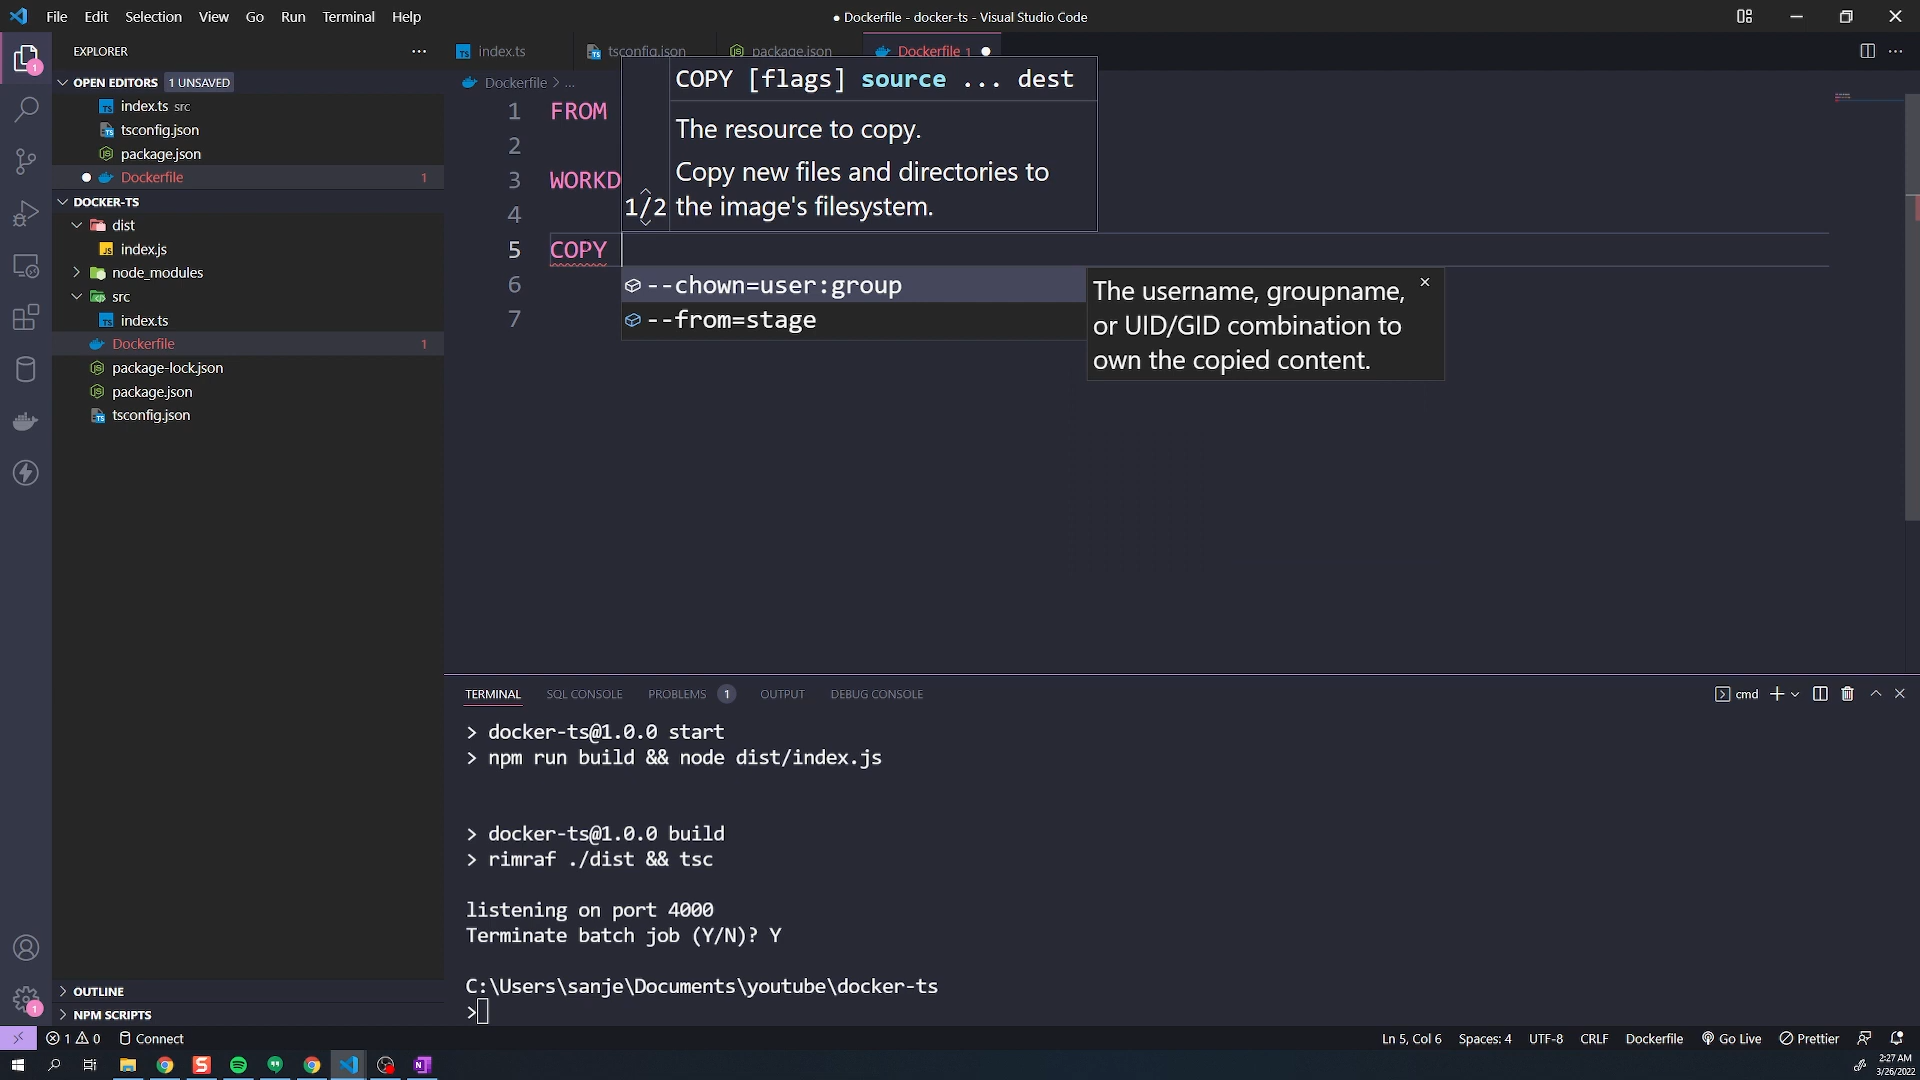 File Edit Selection View Go Run Terminal Help
● Dockerfile - docker-ts - Visual Studio Code
EXPLORER
index.ts
tsconfig.json
package.json
Dockerfile 1
OPEN EDITORS 1 UNSAVED
index.ts src
tsconfig.json
package.json
Dockerfile 1
DOCKER-TS
dist
index.js
node_modules
src
index.ts
Dockerfile 1
package-lock.json
package.json
tsconfig.json
OUTLINE
NPM SCRIPTS
Dockerfile > ...
COPY [flags] source ... dest
The resource to copy.
Copy new files and directories to
1/2 the image's filesystem.
1 FROM
2
3 WORKD
4
5 COPY
6
7
--chown=user:group
--from=stage
The username, groupname,
or UID/GID combination to
own the copied content.
TERMINAL SQL CONSOLE PROBLEMS 1 OUTPUT DEBUG CONSOLE
cmd
> docker-ts@1.0.0 start
> npm run build && node dist/index.js
> docker-ts@1.0.0 build
> rimraf ./dist && tsc
listening on port 4000
Terminate batch job (Y/N)? Y
C:\Users\sanje\Documents\youtube\docker-ts
>
1 0 Connect
Ln 5, Col 6 Spaces: 4 UTF-8 CRLF Dockerfile Go Live Prettier
2:27 AM
3/26/2022